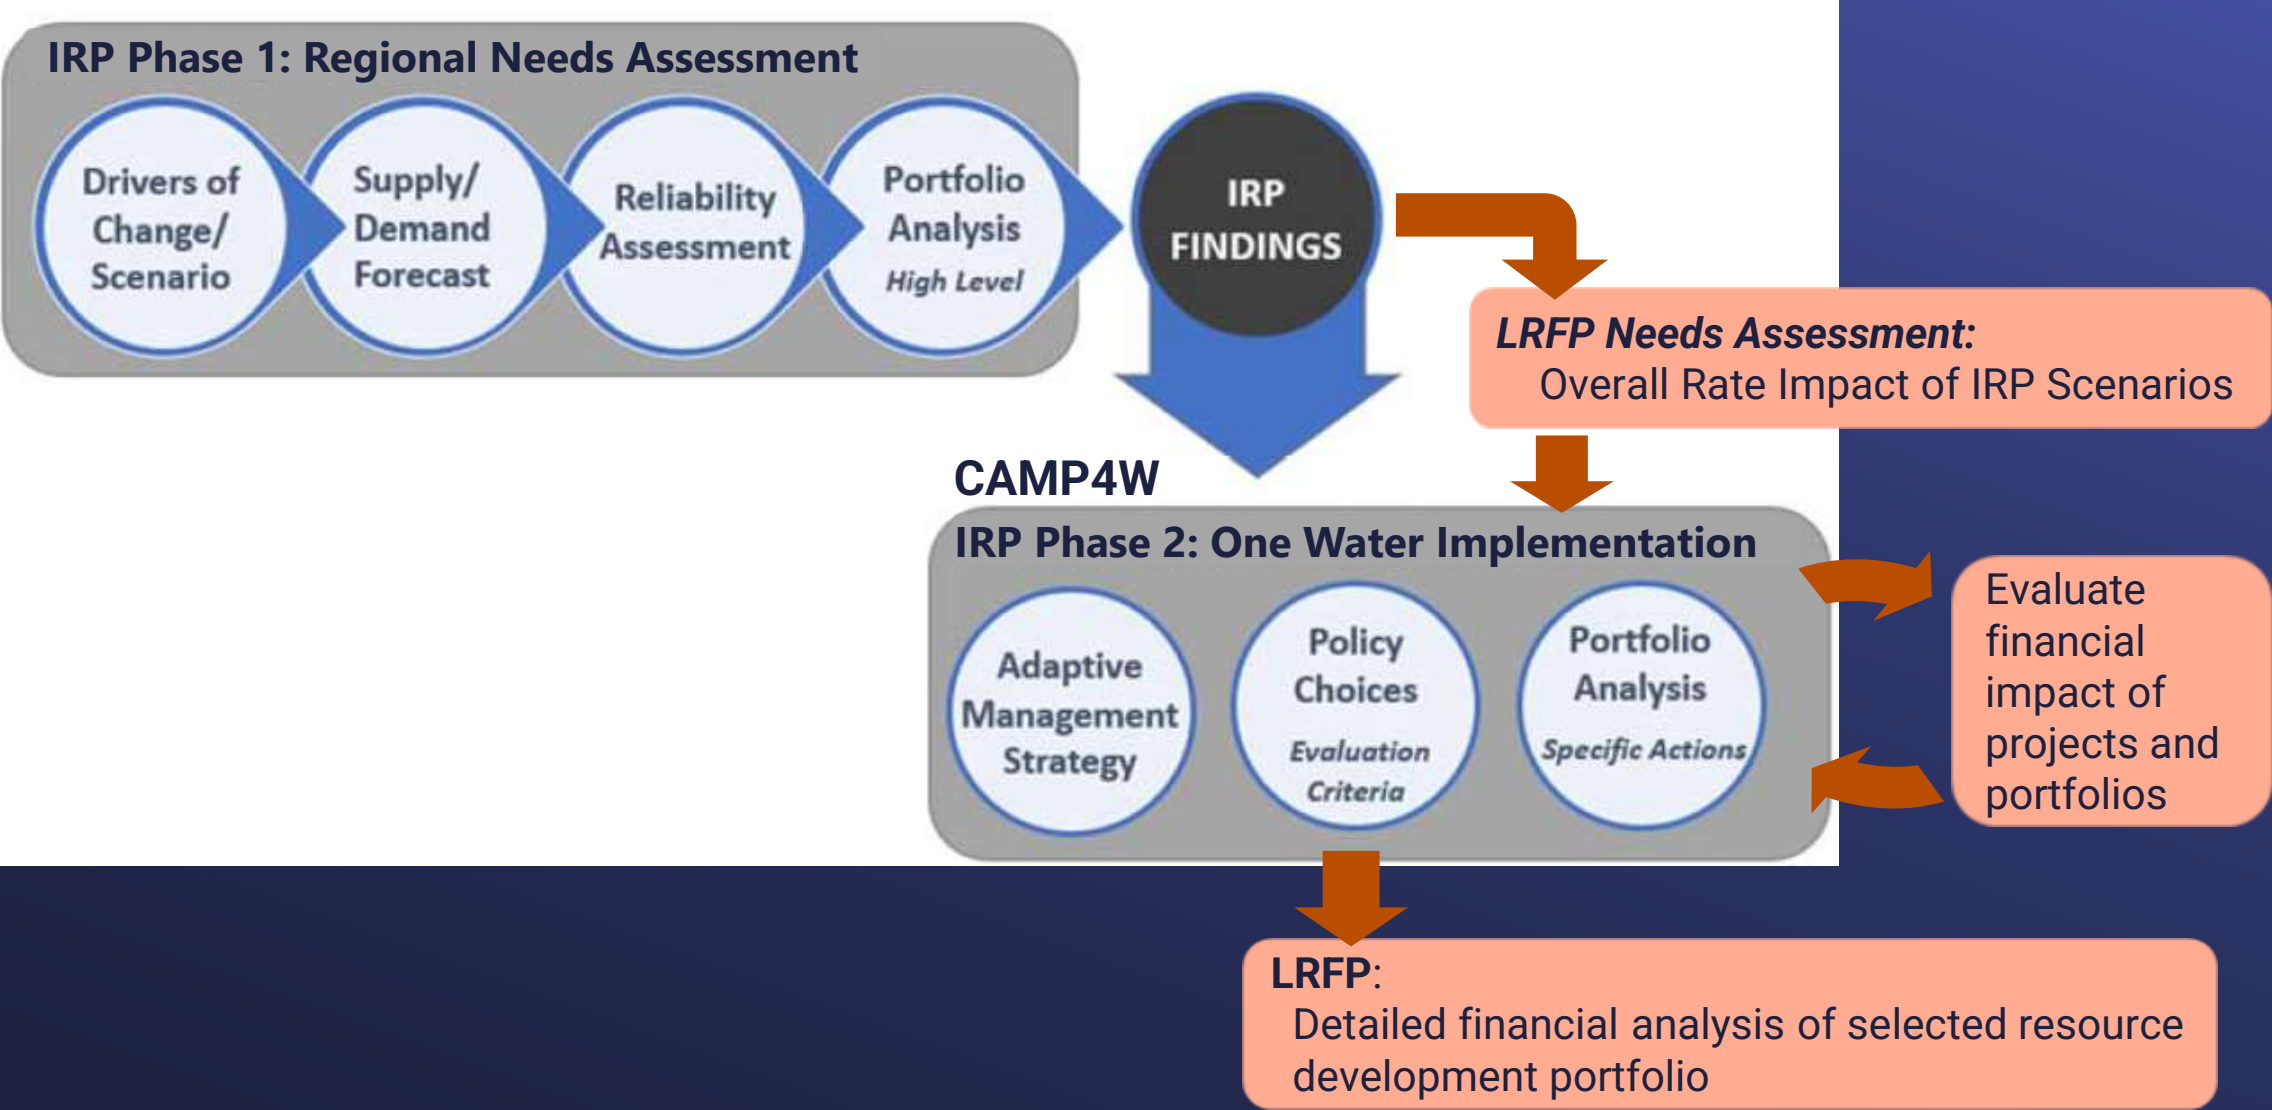 IRP Phase 1: Regional Needs Assessment
Drivers of
Change/
Scenario
Supply/
Demand
Forecast
Reliability
Assessment
Portfolio
Analysis
High Level
IRP
FINDINGS
LRFP Needs Assessment:
Overall Rate Impact of IRP Scenarios
CAMP4W
IRP Phase 2: One Water Implementation
Adaptive
Management
Strategy
Policy
Choices
Evaluation
Criteria
Portfolio
Analysis
Specific Actions
Evaluate
financial
impact of
projects and
portfolios
LRFP:
Detailed financial analysis of selected resource
development portfolio